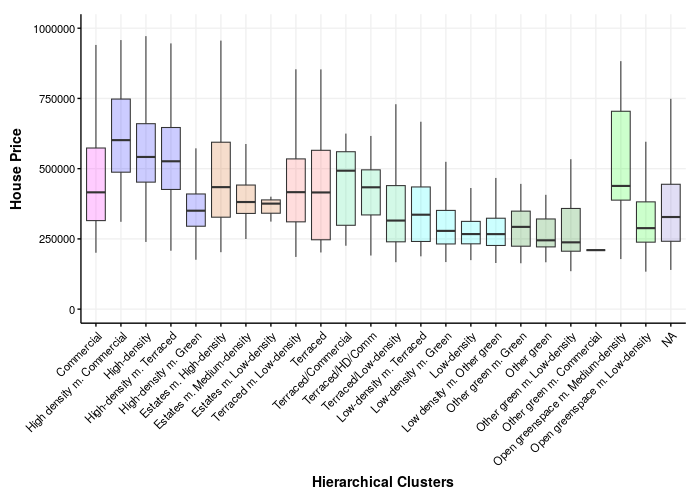 1000000
750000
500000
250000
0
House Price
Commercial
High density m. Commercial
High-density
High-density m. Terraced
High-density m. Green
Estates m. High-density
Estates m. Medium-density
Estates m. Low-density
Terraced m. Low-density
Terraced
Terraced/Commercial
Terraced/HD/Comm
Terraced/Low-density
Low-density m. Terraced
Low-density m. Green
Low-density
Low density m. Other green
Other green m. Green
Other green
Other green m. Low-density
Other green m. Commercial
Open greenspace m. Medium-density
Open greenspace m. Low-density
NA
Hierarchical Clusters